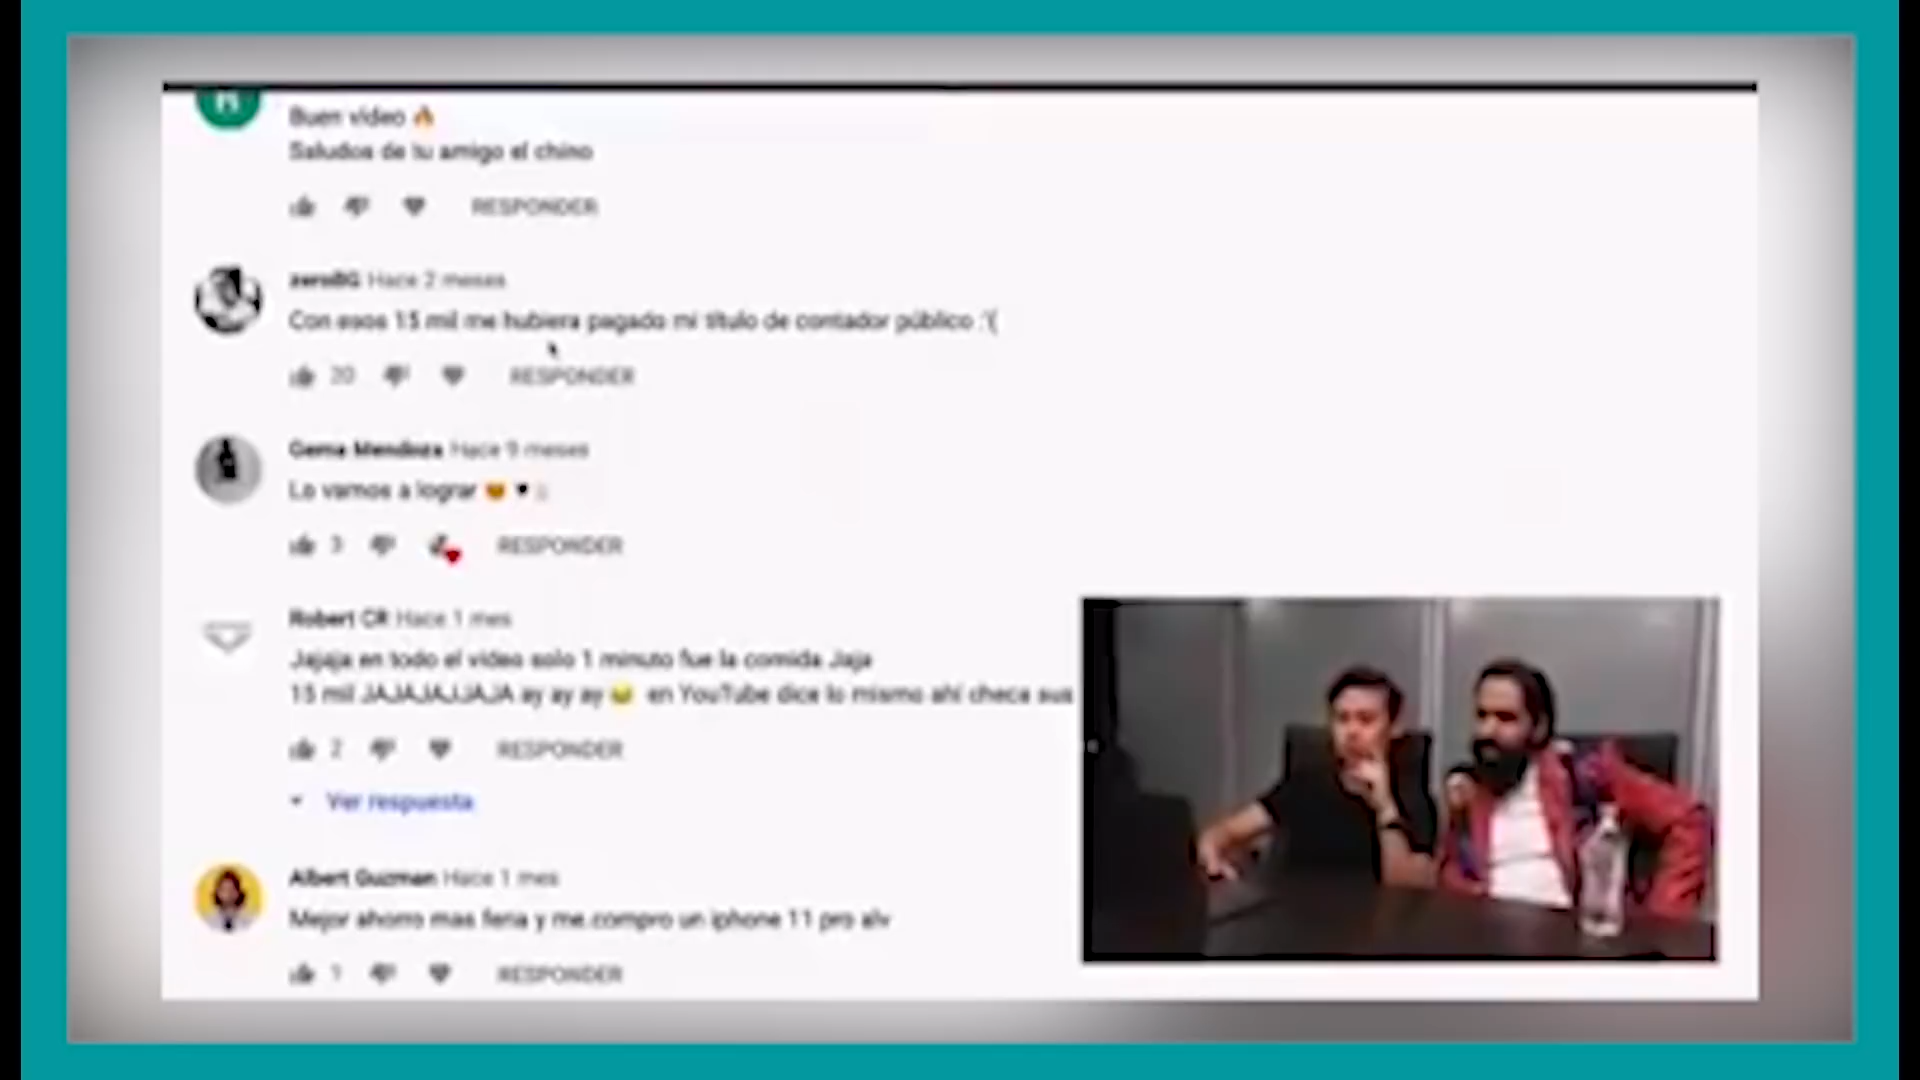 Buen video 🔥
Saludos de tu amigo el chino
RESPONDER
zeroBG Hace 2 meses
Con esos 15 mil me hubiera pagado mi título de contador público :'(
20 RESPONDER
Gema Mendoza Hace 9 meses
Lo vamos a lograr
3 RESPONDER
Robert CR Hace 1 mes
Jajaja en todo el video solo 1 minuto fue la comida Jaja
15 mil JAJAJAJJAJA ay ay ay 😂 en YouTube dice lo mismo ahí checa sus
2 RESPONDER
Ver respuesta
Albert Guzman Hace 1 mes
Mejor ahorro mas feria y me.compro un iphone 11 pro alv
1 RESPONDER